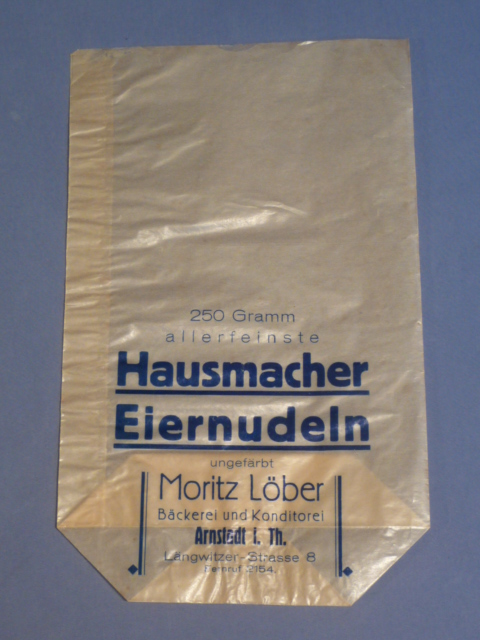 250 Gramm
allerfeinste
Hausmacher
Eiernudeln
ungefärbt
Moritz Löber
Bäckerei und Konditorei
Arnstadt i. Th.
Längwitzer-Strasse 8
Fernruf 2154